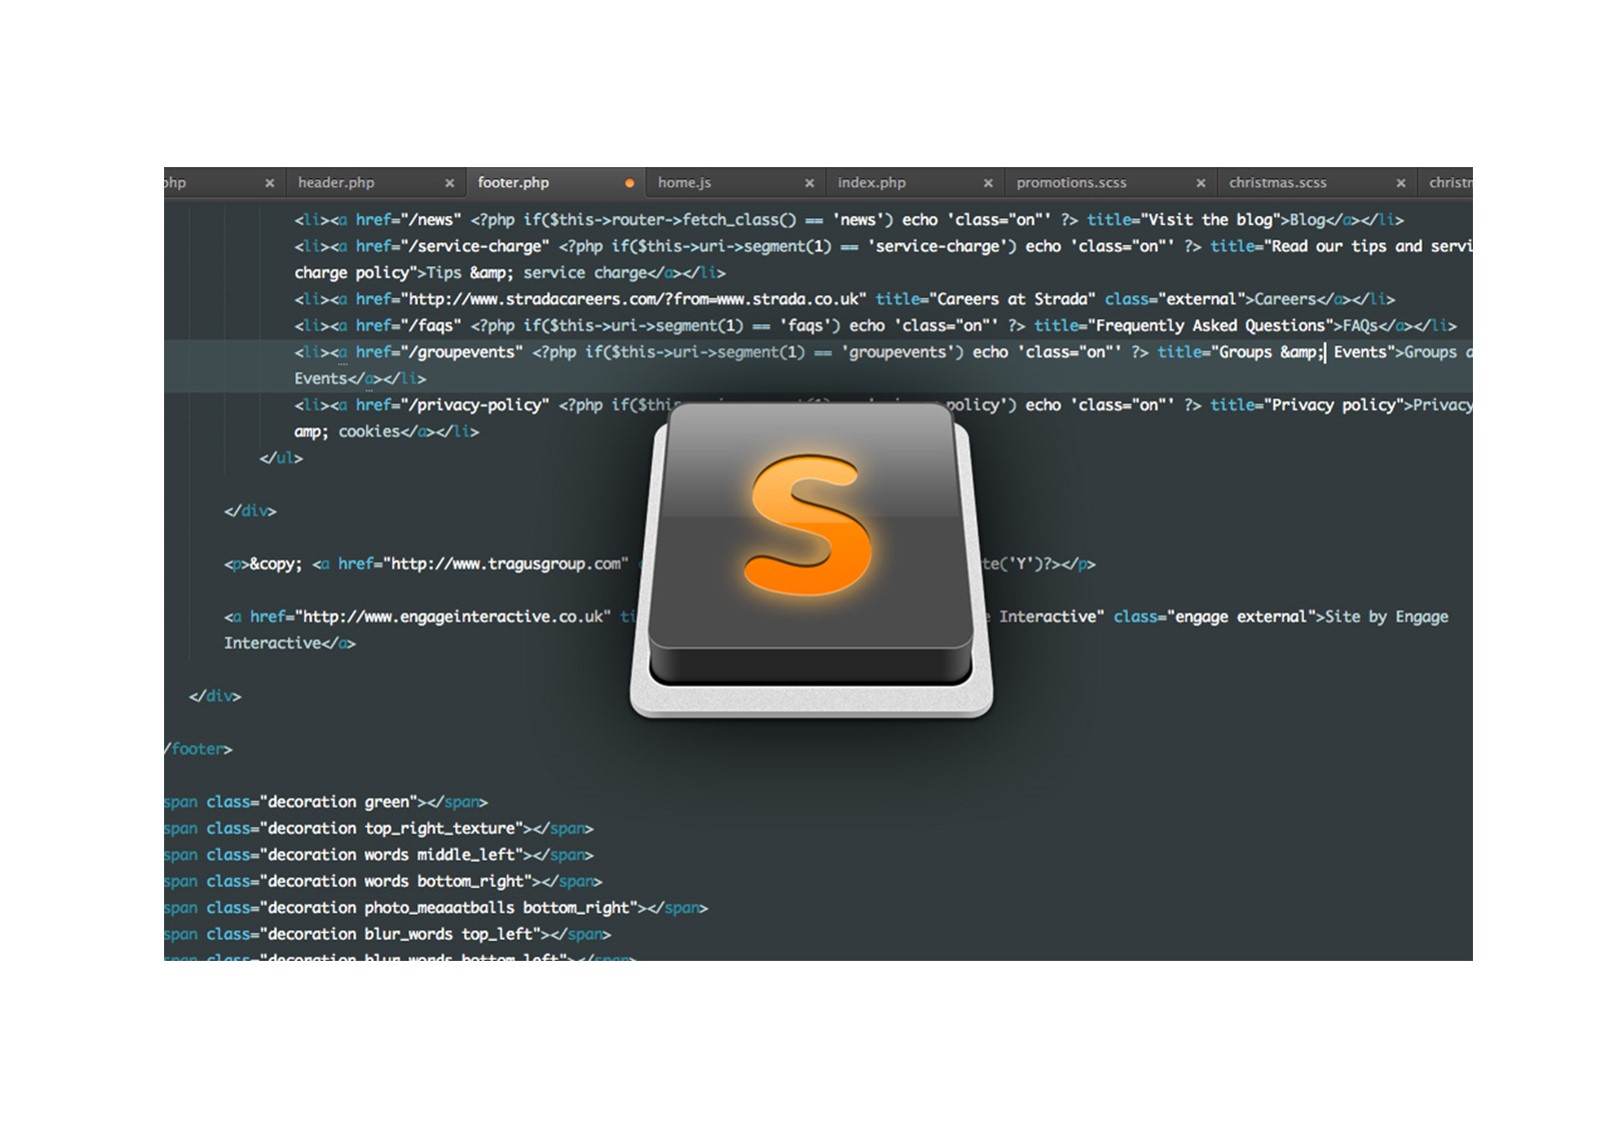 php header.php footer.php home.js index.php promotions.scss christmas.scss
<li><a href="/news" <?php if($this->router->fetch_class() == 'news') echo 'class="on"' ?> title="Visit the blog">Blog</a></li>
<li><a href="/service-charge" <?php if($this->uri->segment(1) == 'service-charge') echo 'class="on"' ?> title="Read our tips and servi
charge policy">Tips &amp; service charge</a></li>
<li><a href="http://www.stradacareers.com/?from=www.strada.co.uk" title="Careers at Strada" class="external">Careers</a></li>
<li><a href="/faqs" <?php if($this->uri->segment(1) == 'faqs') echo 'class="on"' ?> title="Frequently Asked Questions">FAQs</a></li>
<li><a href="/groupevents" <?php if($this->uri->segment(1) == 'groupevents') echo 'class="on"' ?> title="Groups &amp; Events">Groups a
Events</a></li>
<li><a href="/privacy-policy" <?php if($this policy') echo 'class="on"' ?> title="Privacy policy">Privacy
amp; cookies</a></li>
</ul>
</div>
<p>&copy; <a href="http://www.tragusgroup.com" te('Y')?></p>
<a href="http://www.engageinteractive.co.uk" ti Interactive" class="engage external">Site by Engage
Interactive</a>
S
</div>
/footer>
span class="decoration green"></span>
span class="decoration top_right_texture"></span>
span class="decoration words middle_left"></span>
span class="decoration words bottom_right"></span>
span class="decoration photo_meaaatballs bottom_right"></span>
span class="decoration blur_words top_left"></span>
span class="decoration blur_words bottom_left"></span>